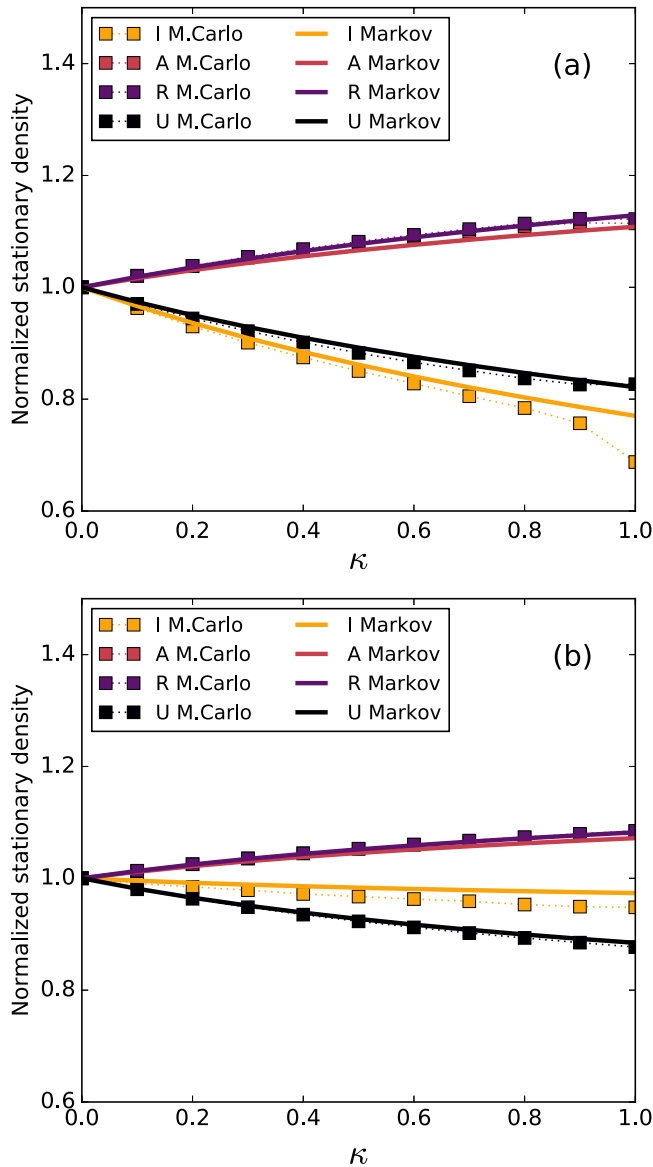 I M.Carlo I Markov
A M.Carlo A Markov
R M.Carlo R Markov
U M.Carlo U Markov
(a)
Normalized stationary density
1.4
1.2
1.0
0.8
0.6
0.0 0.2 0.4 0.6 0.8 1.0
κ
I M.Carlo I Markov
A M.Carlo A Markov
R M.Carlo R Markov
U M.Carlo U Markov
(b)
Normalized stationary density
1.4
1.2
1.0
0.8
0.6
0.0 0.2 0.4 0.6 0.8 1.0
κ